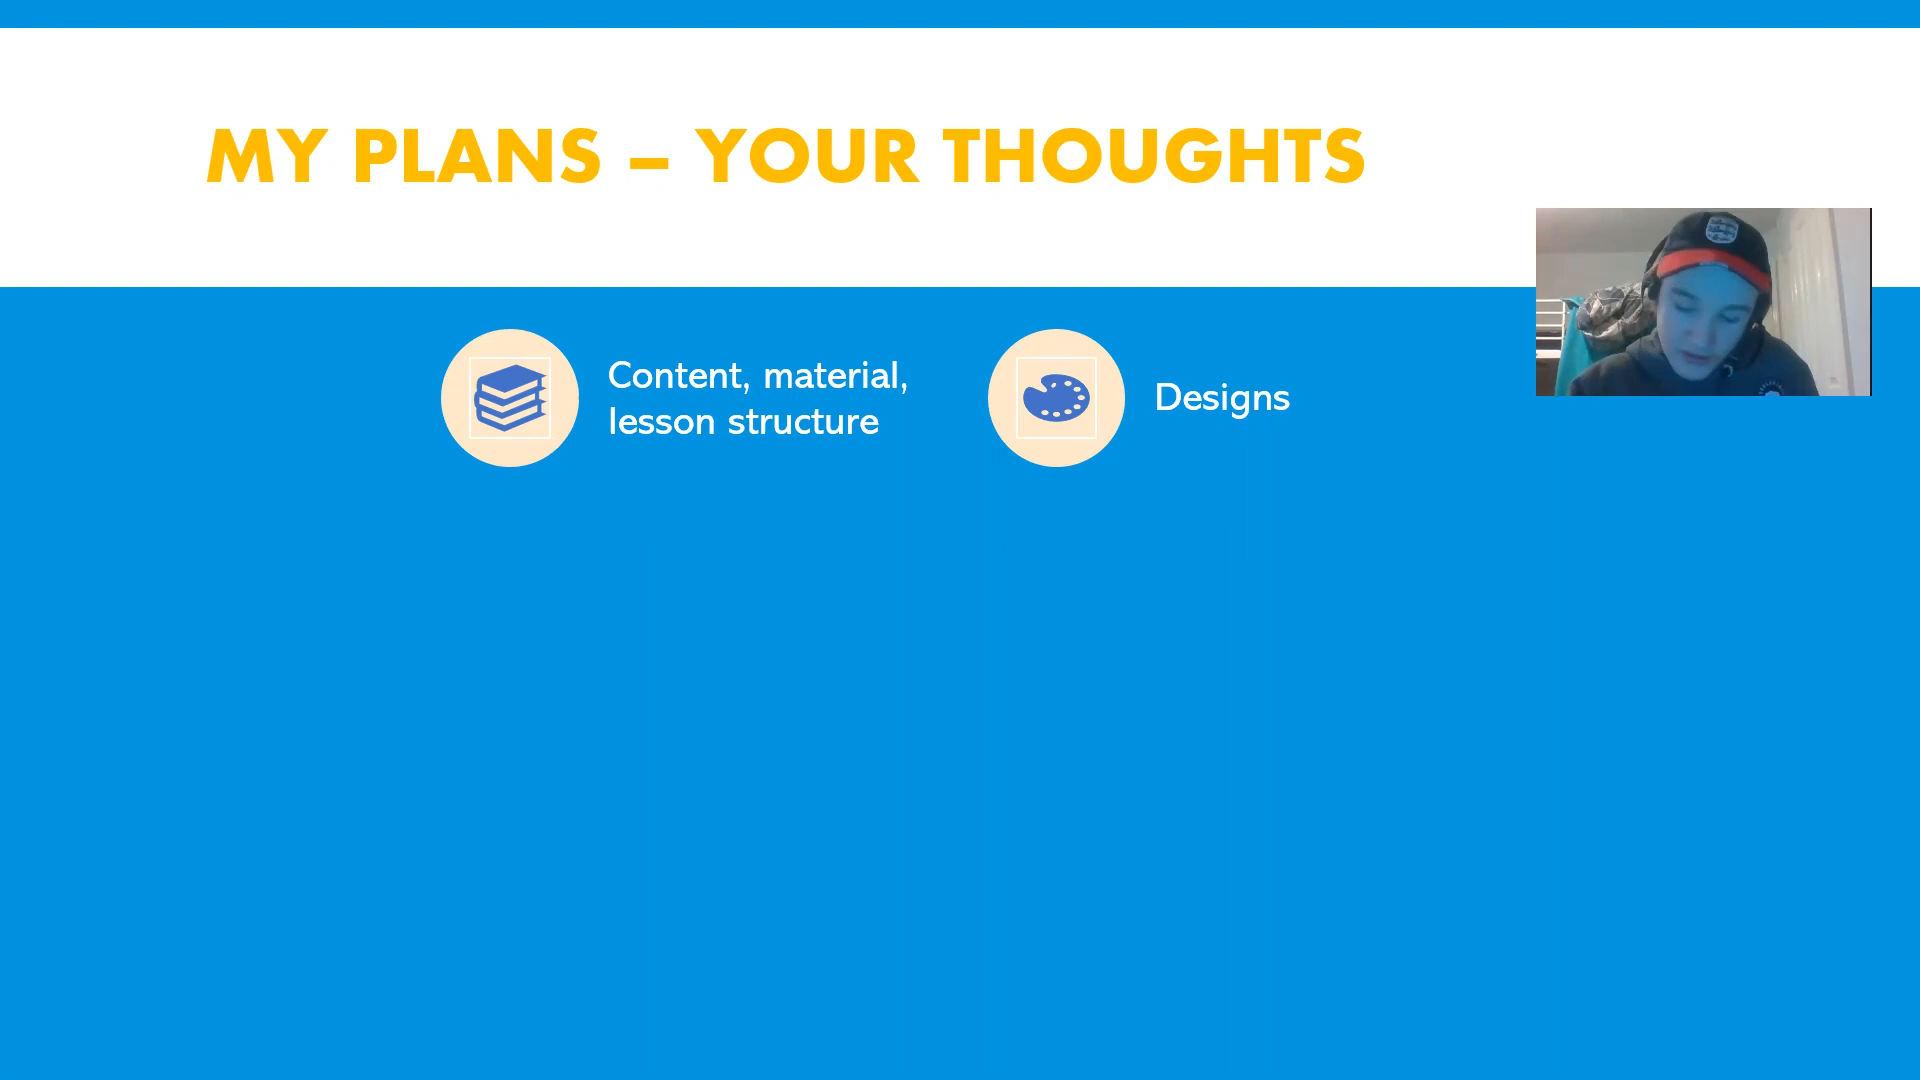 MY PLANS – YOUR THOUGHTS
Content, material,
lesson structure
Designs